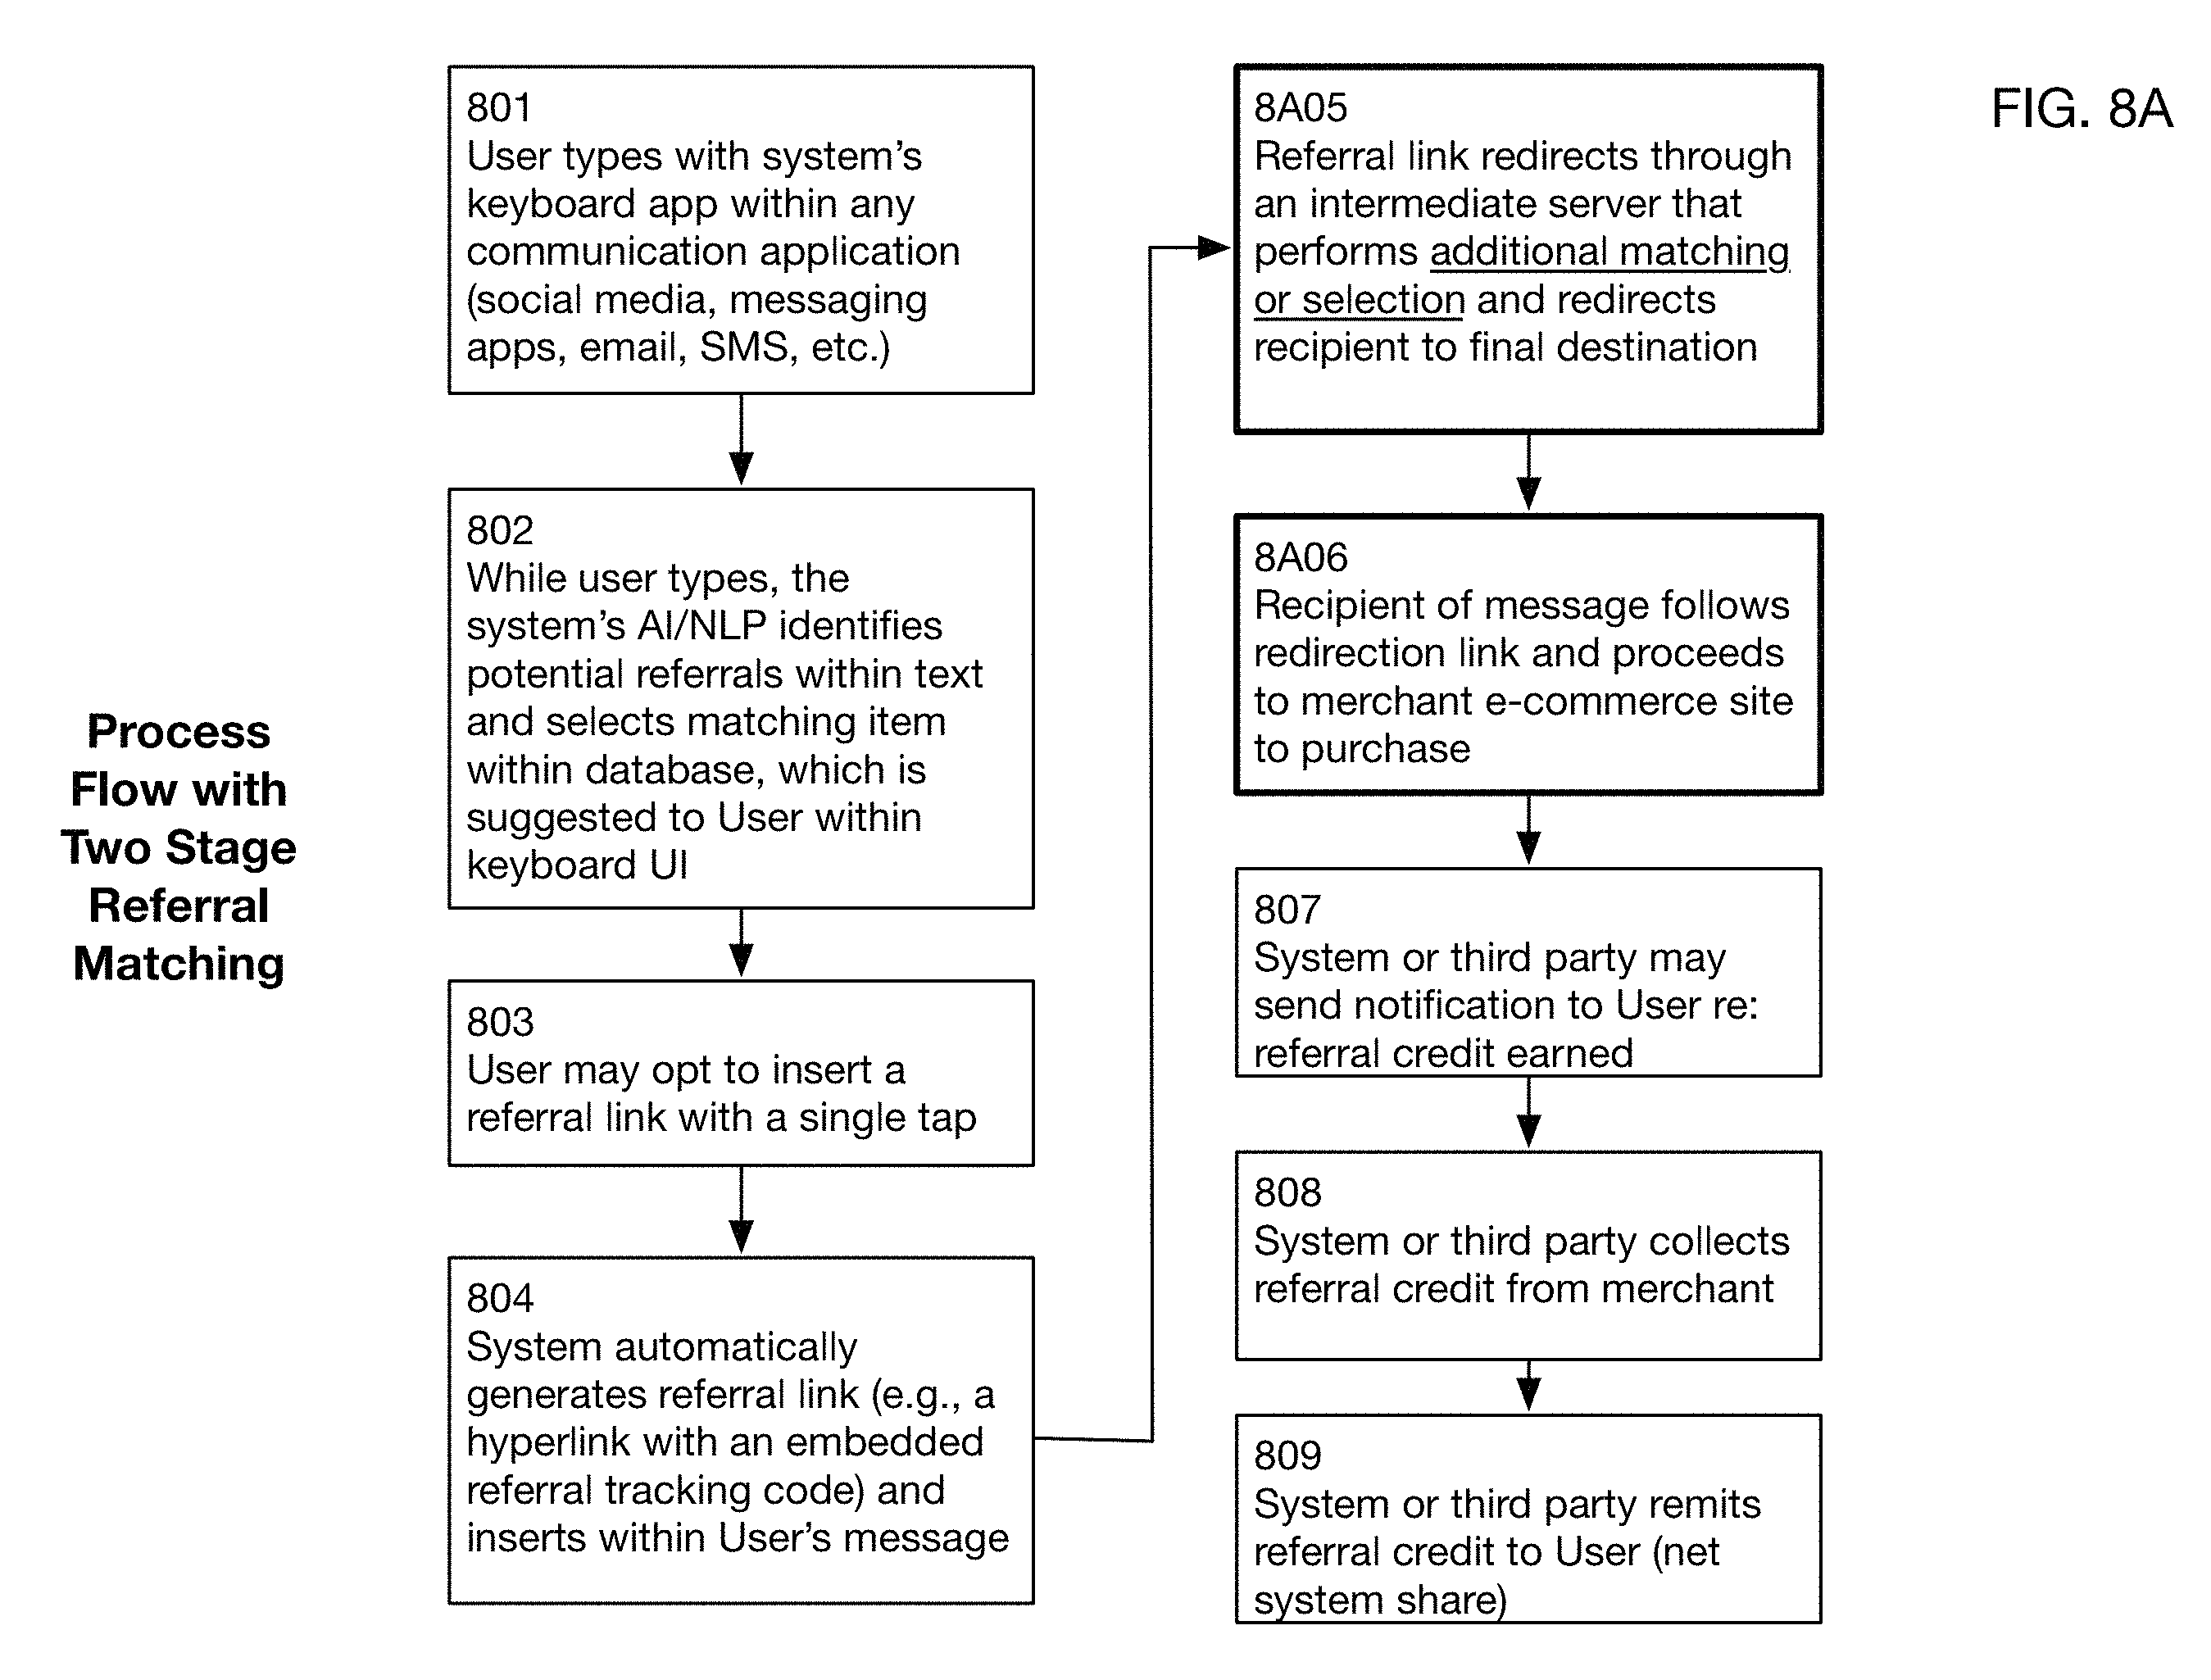 FIG. 8A
Process
Flow with
Two Stage
Referral
Matching
801
User types with system’s
keyboard app within any
communication application
(social media, messaging
apps, email, SMS, etc.)
802
While user types, the
system’s AI/NLP identifies
potential referrals within text
and selects matching item
within database, which is
suggested to User within
keyboard UI
803
User may opt to insert a
referral link with a single tap
804
System automatically
generates referral link (e.g., a
hyperlink with an embedded
referral tracking code) and
inserts within User’s message
8A05
Referral link redirects through
an intermediate server that
performs additional matching
or selection and redirects
recipient to final destination
8A06
Recipient of message follows
redirection link and proceeds
to merchant e-commerce site
to purchase
807
System or third party may
send notification to User re:
referral credit earned
808
System or third party collects
referral credit from merchant
809
System or third party remits
referral credit to User (net
system share)